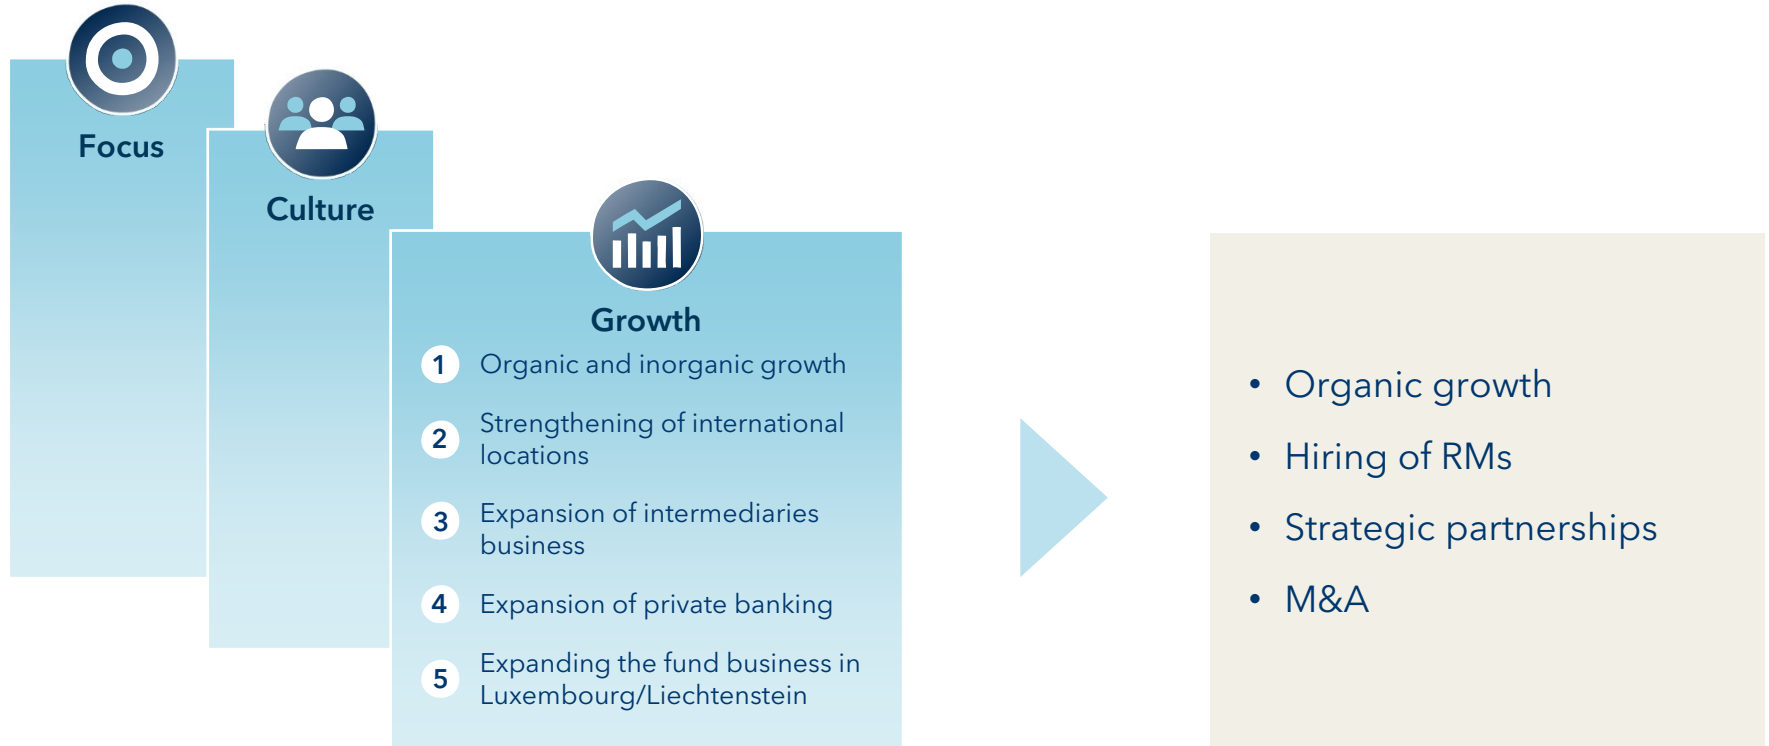 Focus
Culture
Growth
1 Organic and inorganic growth
2 Strengthening of international
locations
3 Expansion of intermediaries
business
4 Expansion of private banking
5 Expanding the fund business in
Luxembourg/Liechtenstein
• Organic growth
• Hiring of RMs
• Strategic partnerships
• M&A